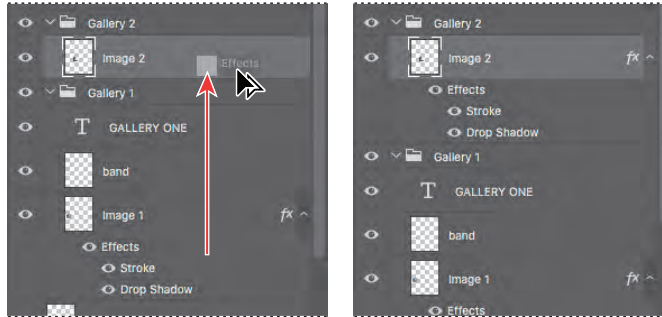 Gallery 2
Image 2
Effects
Gallery 1
T GALLERY ONE
band
Image 1 fx
Effects
Stroke
Drop Shadow
Gallery 2
Image 2 fx
Effects
Stroke
Drop Shadow
Gallery 1
T GALLERY ONE
band
Image 1 fx
Effects